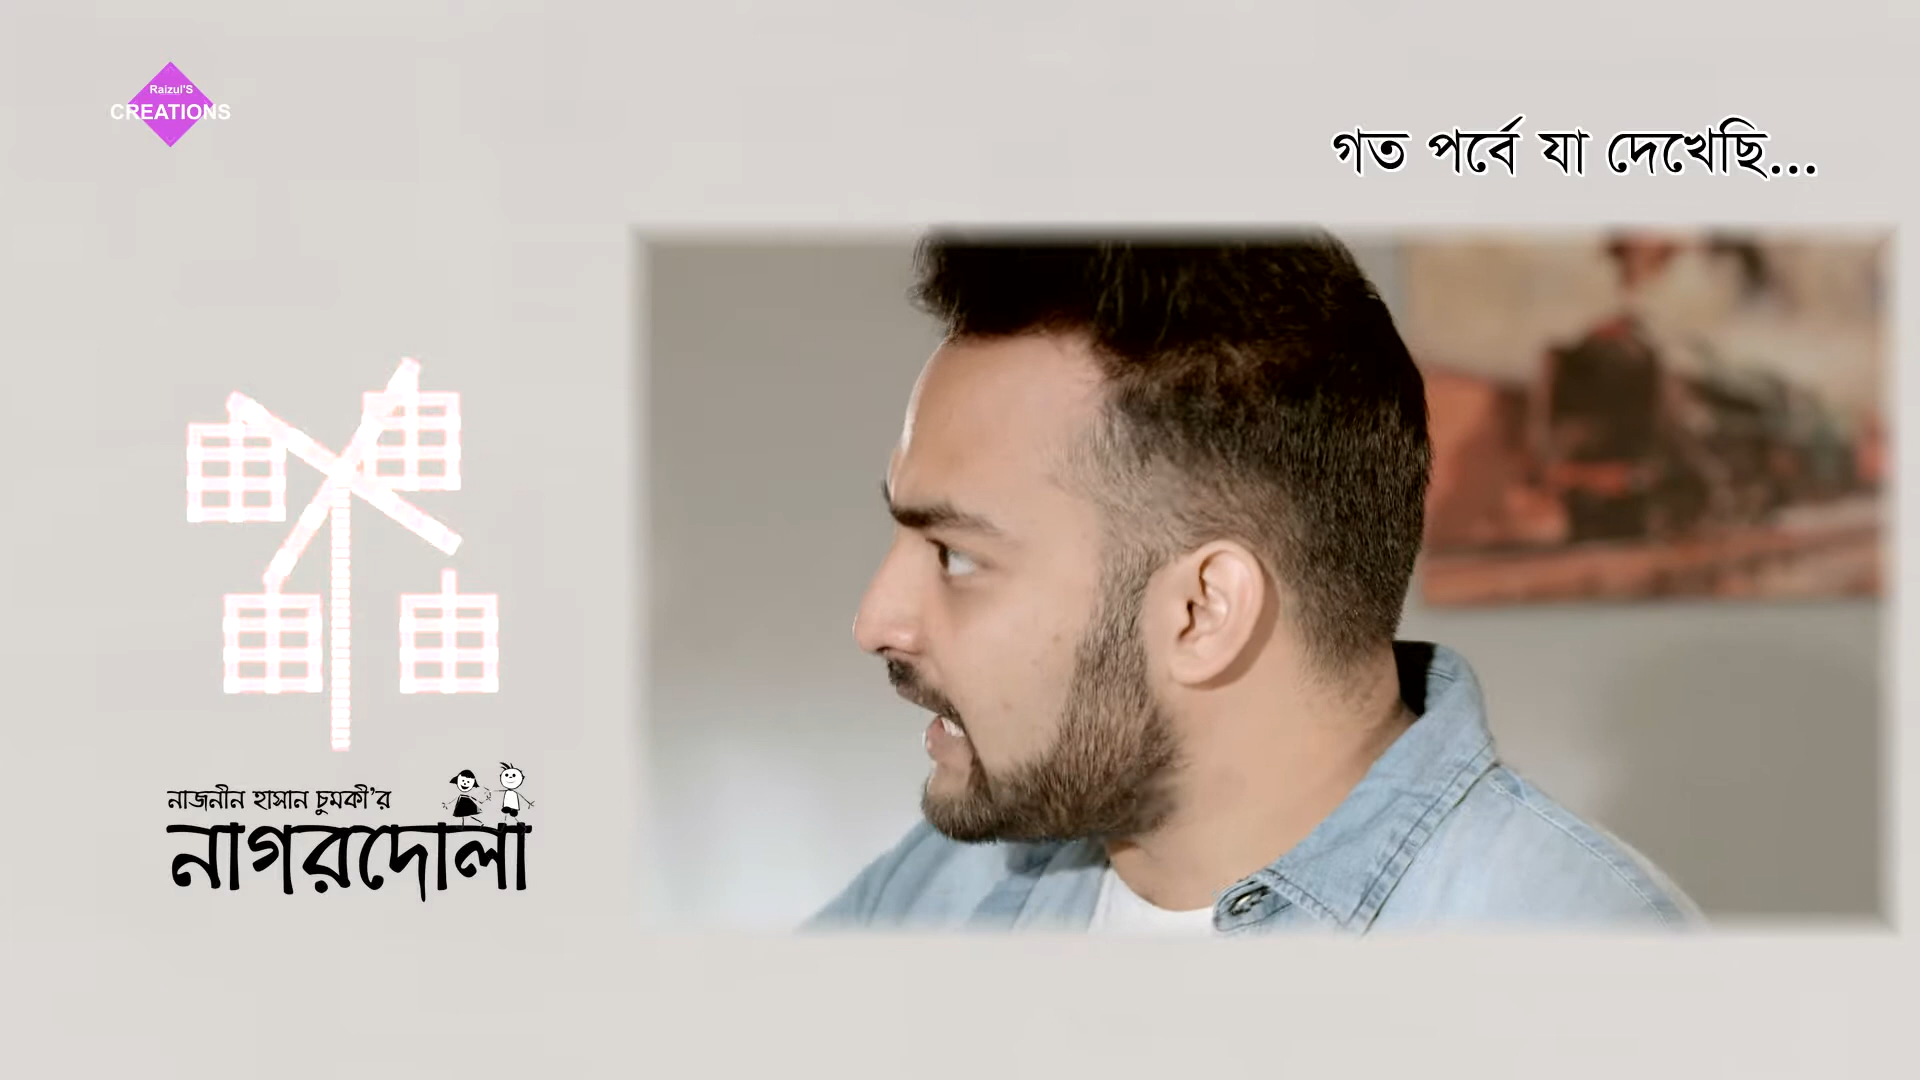 Raizul'S
CREATIONS
গত পর্বে যা দেখেছি...
নাজনীন হাসান চুমকী’র
নাগরদোলা